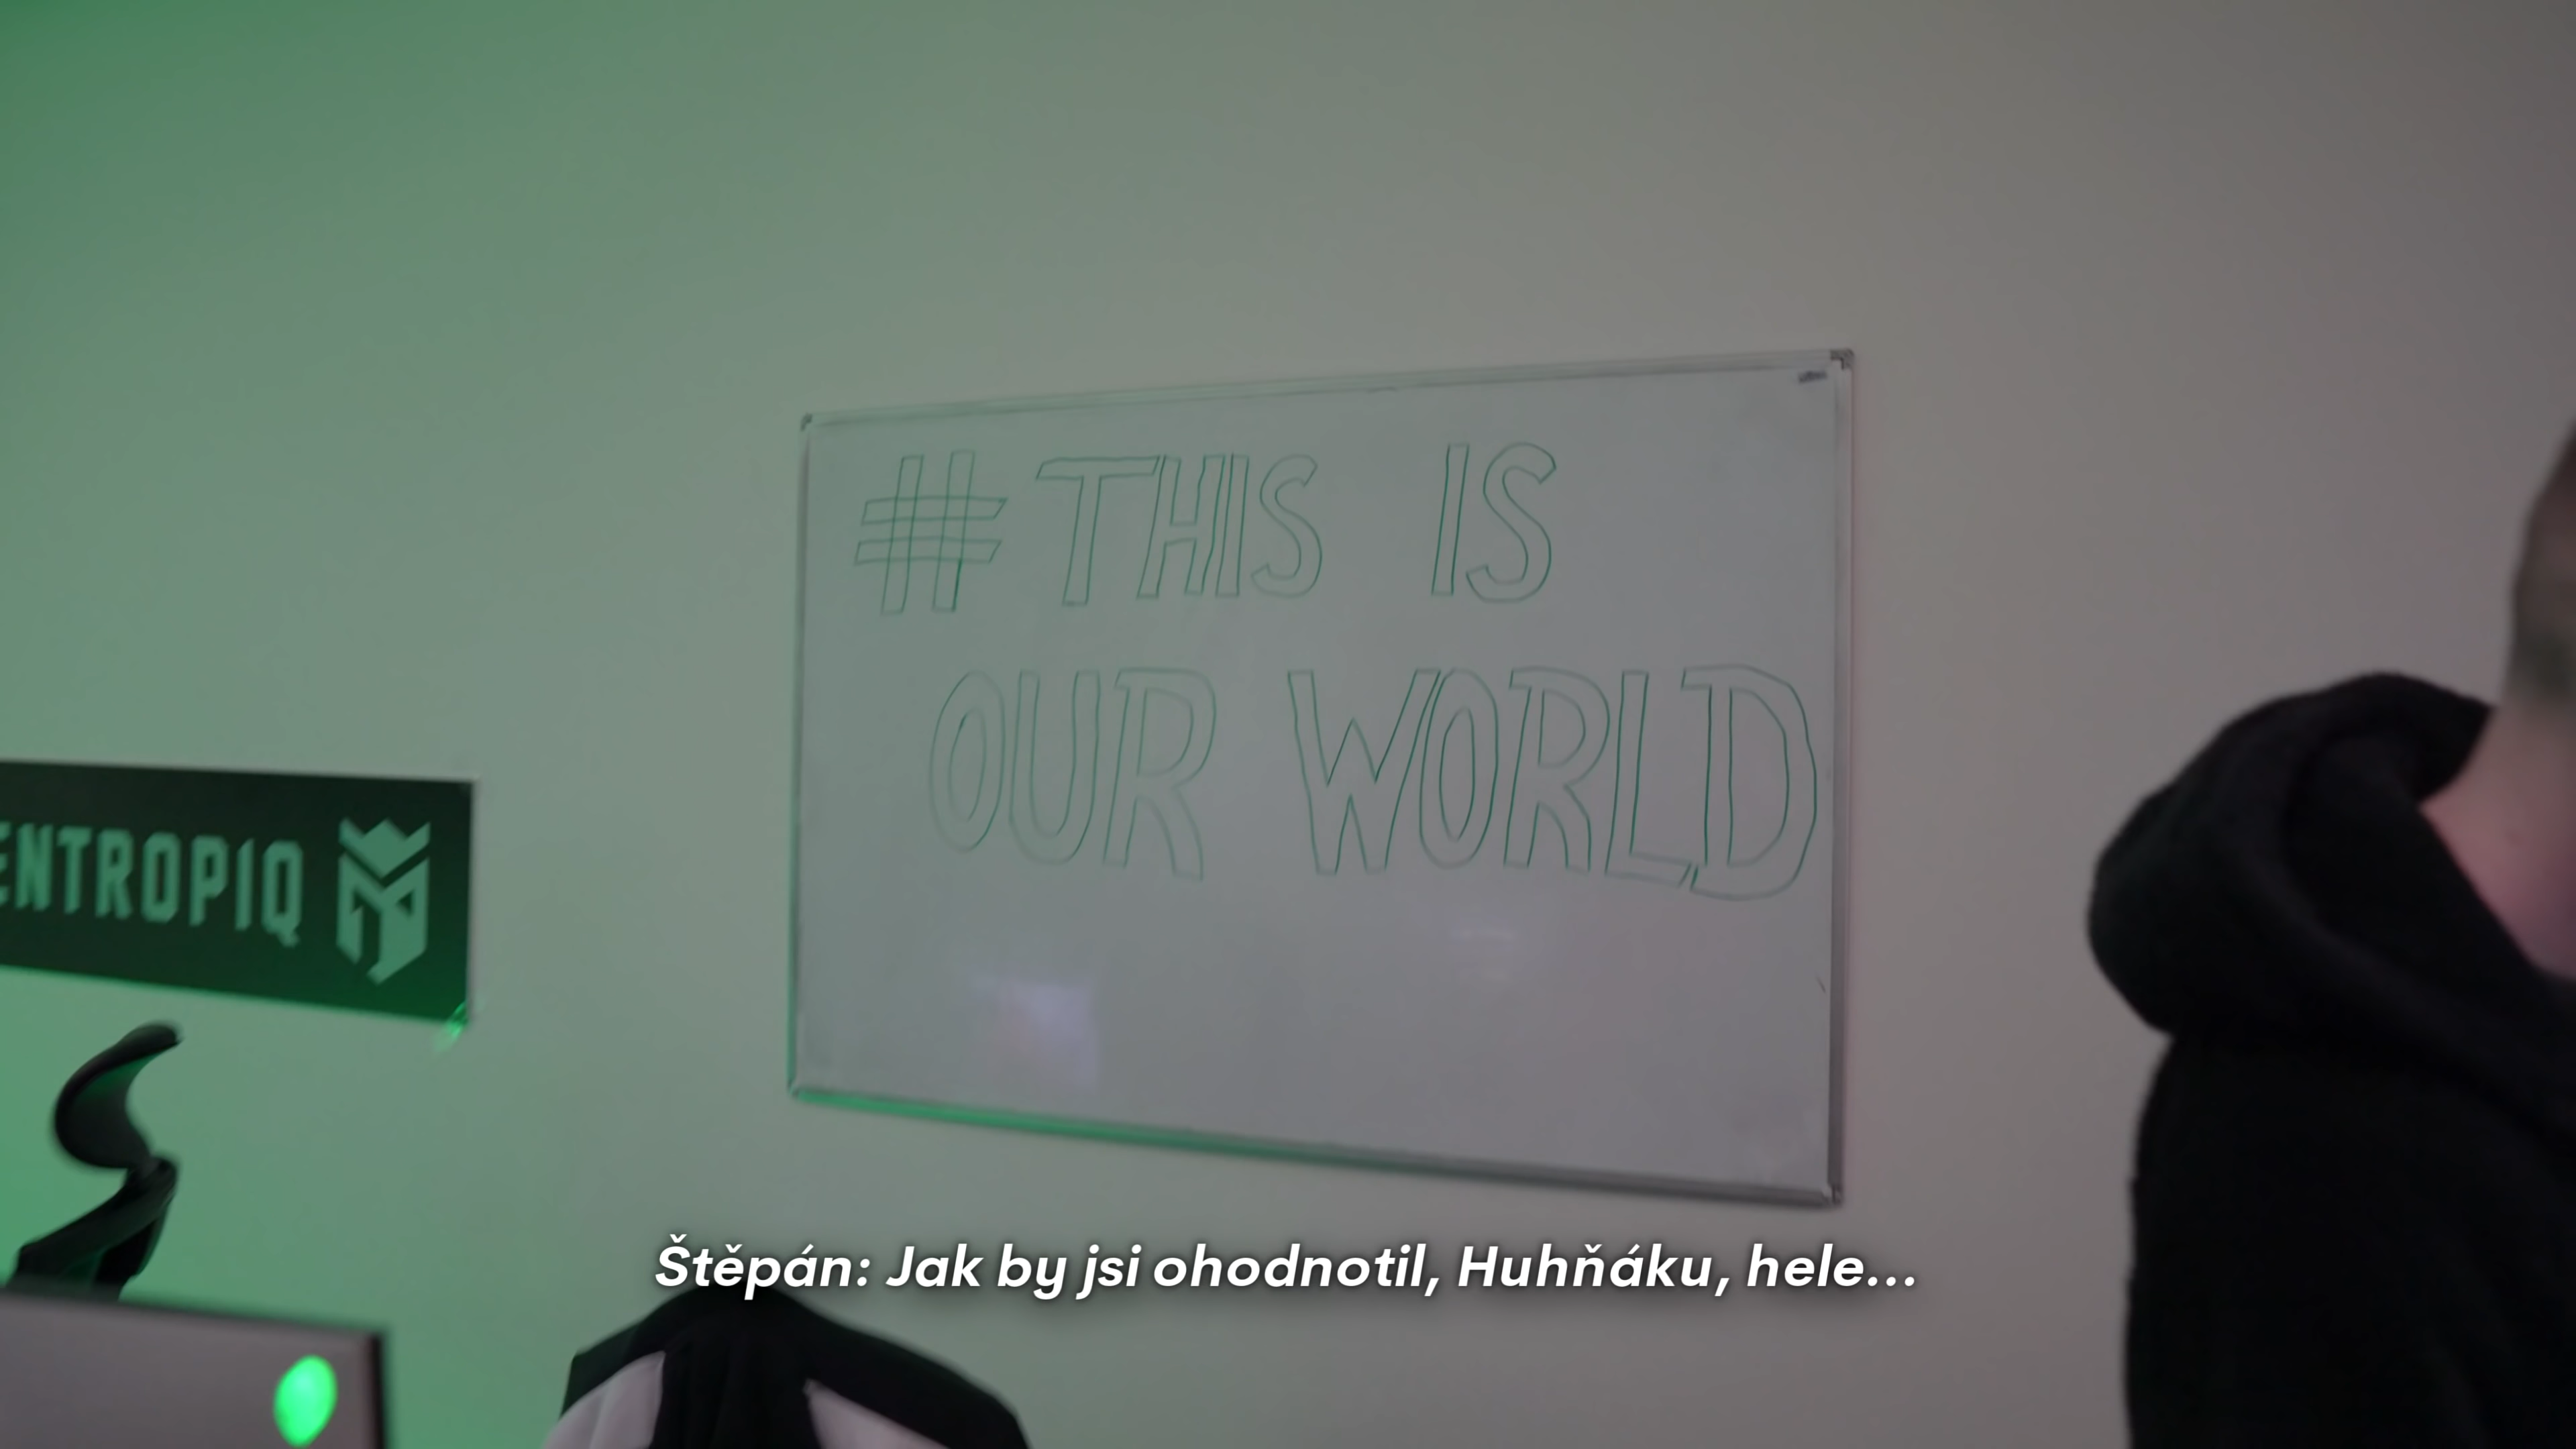 # THIS IS
OUR WORLD
ENTROPIQ
Štěpán: Jak by jsi ohodnotil, Huhňáku, hele...